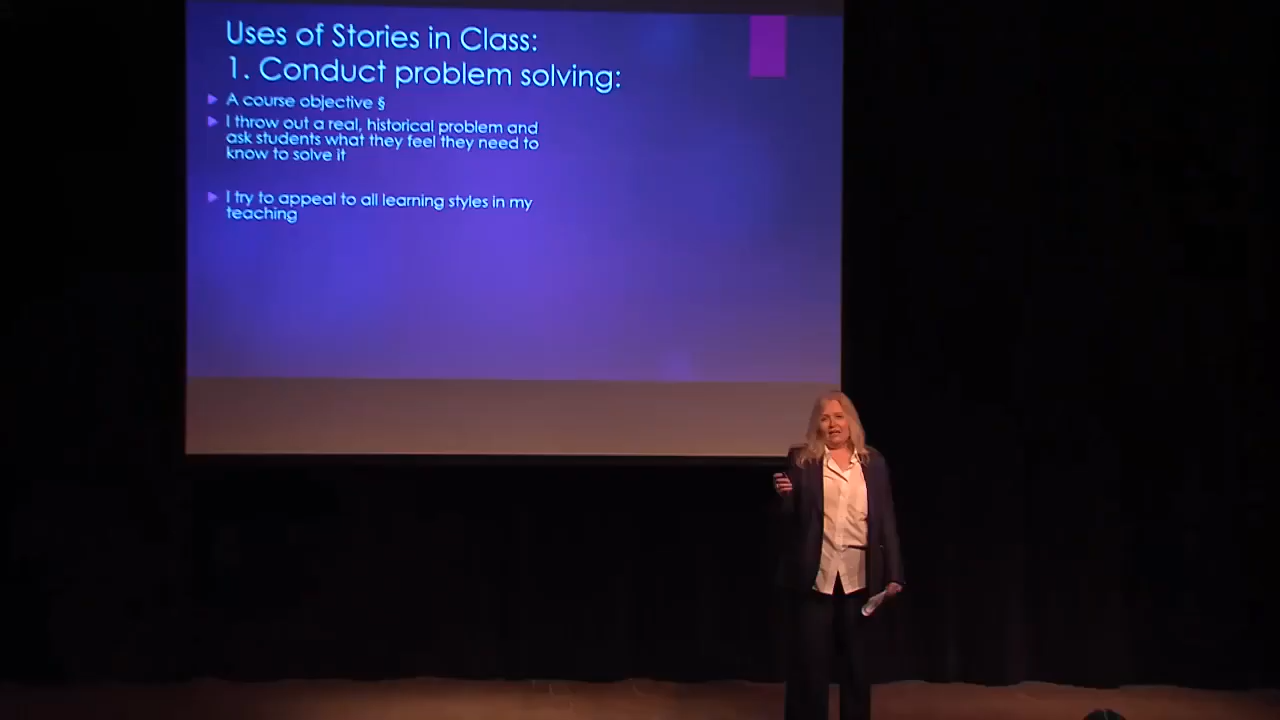 Uses of Stories in Class:
1. Conduct problem solving:
A course objective §
I throw out a real, historical problem and
ask students what they feel they need to
know to solve it
I try to appeal to all learning styles in my
teaching